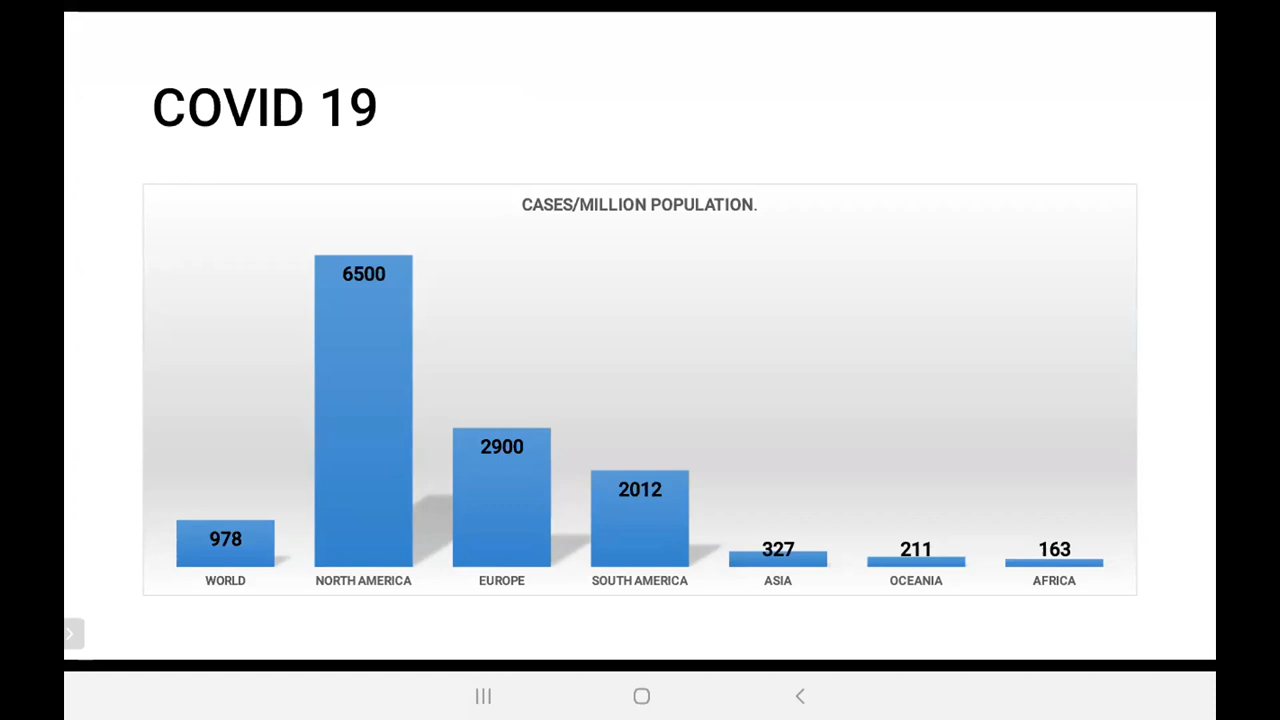 COVID 19
CASES/MILLION POPULATION.
6500
2900
2012
978
327
211
163
WORLD
NORTH AMERICA
EUROPE
SOUTH AMERICA
ASIA
OCEANIA
AFRICA